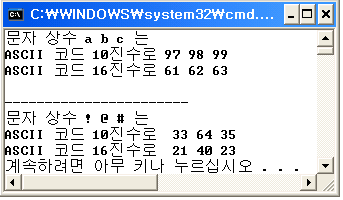 C:\WINDOWS\system32\cmd....
문자 상수 a b c 는
ASCII 코드 10진수로 97 98 99
ASCII 코드 16진수로 61 62 63
-----------------------
문자 상수 ! @ # 는
ASCII 코드 10진수로  33 64 35
ASCII 코드 16진수로  21 40 23
계속하려면 아무 키나 누르십시오 . . .